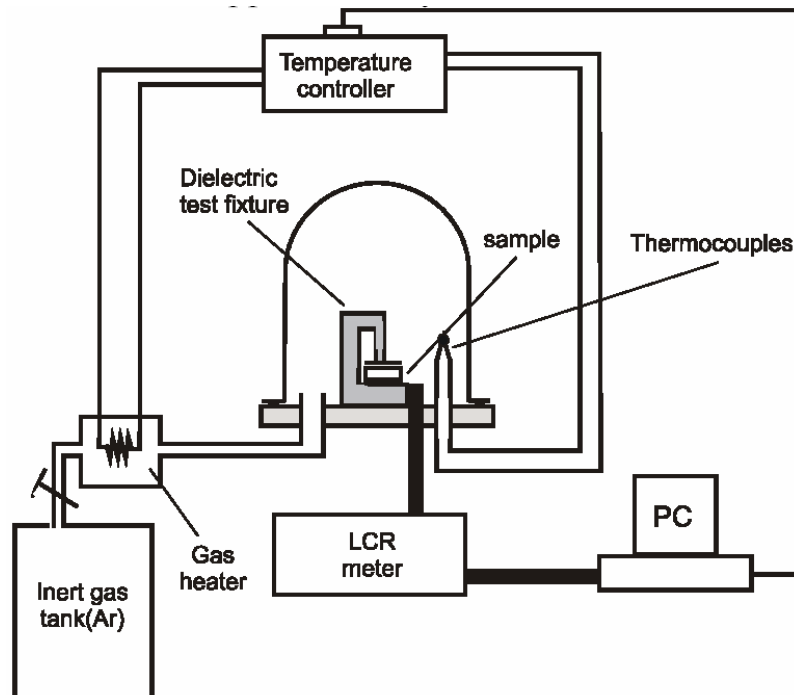 Temperature
controller
Dielectric
test fixture
sample
Thermocouples
Gas
heater
LCR
meter
PC
Inert gas
tank(Ar)